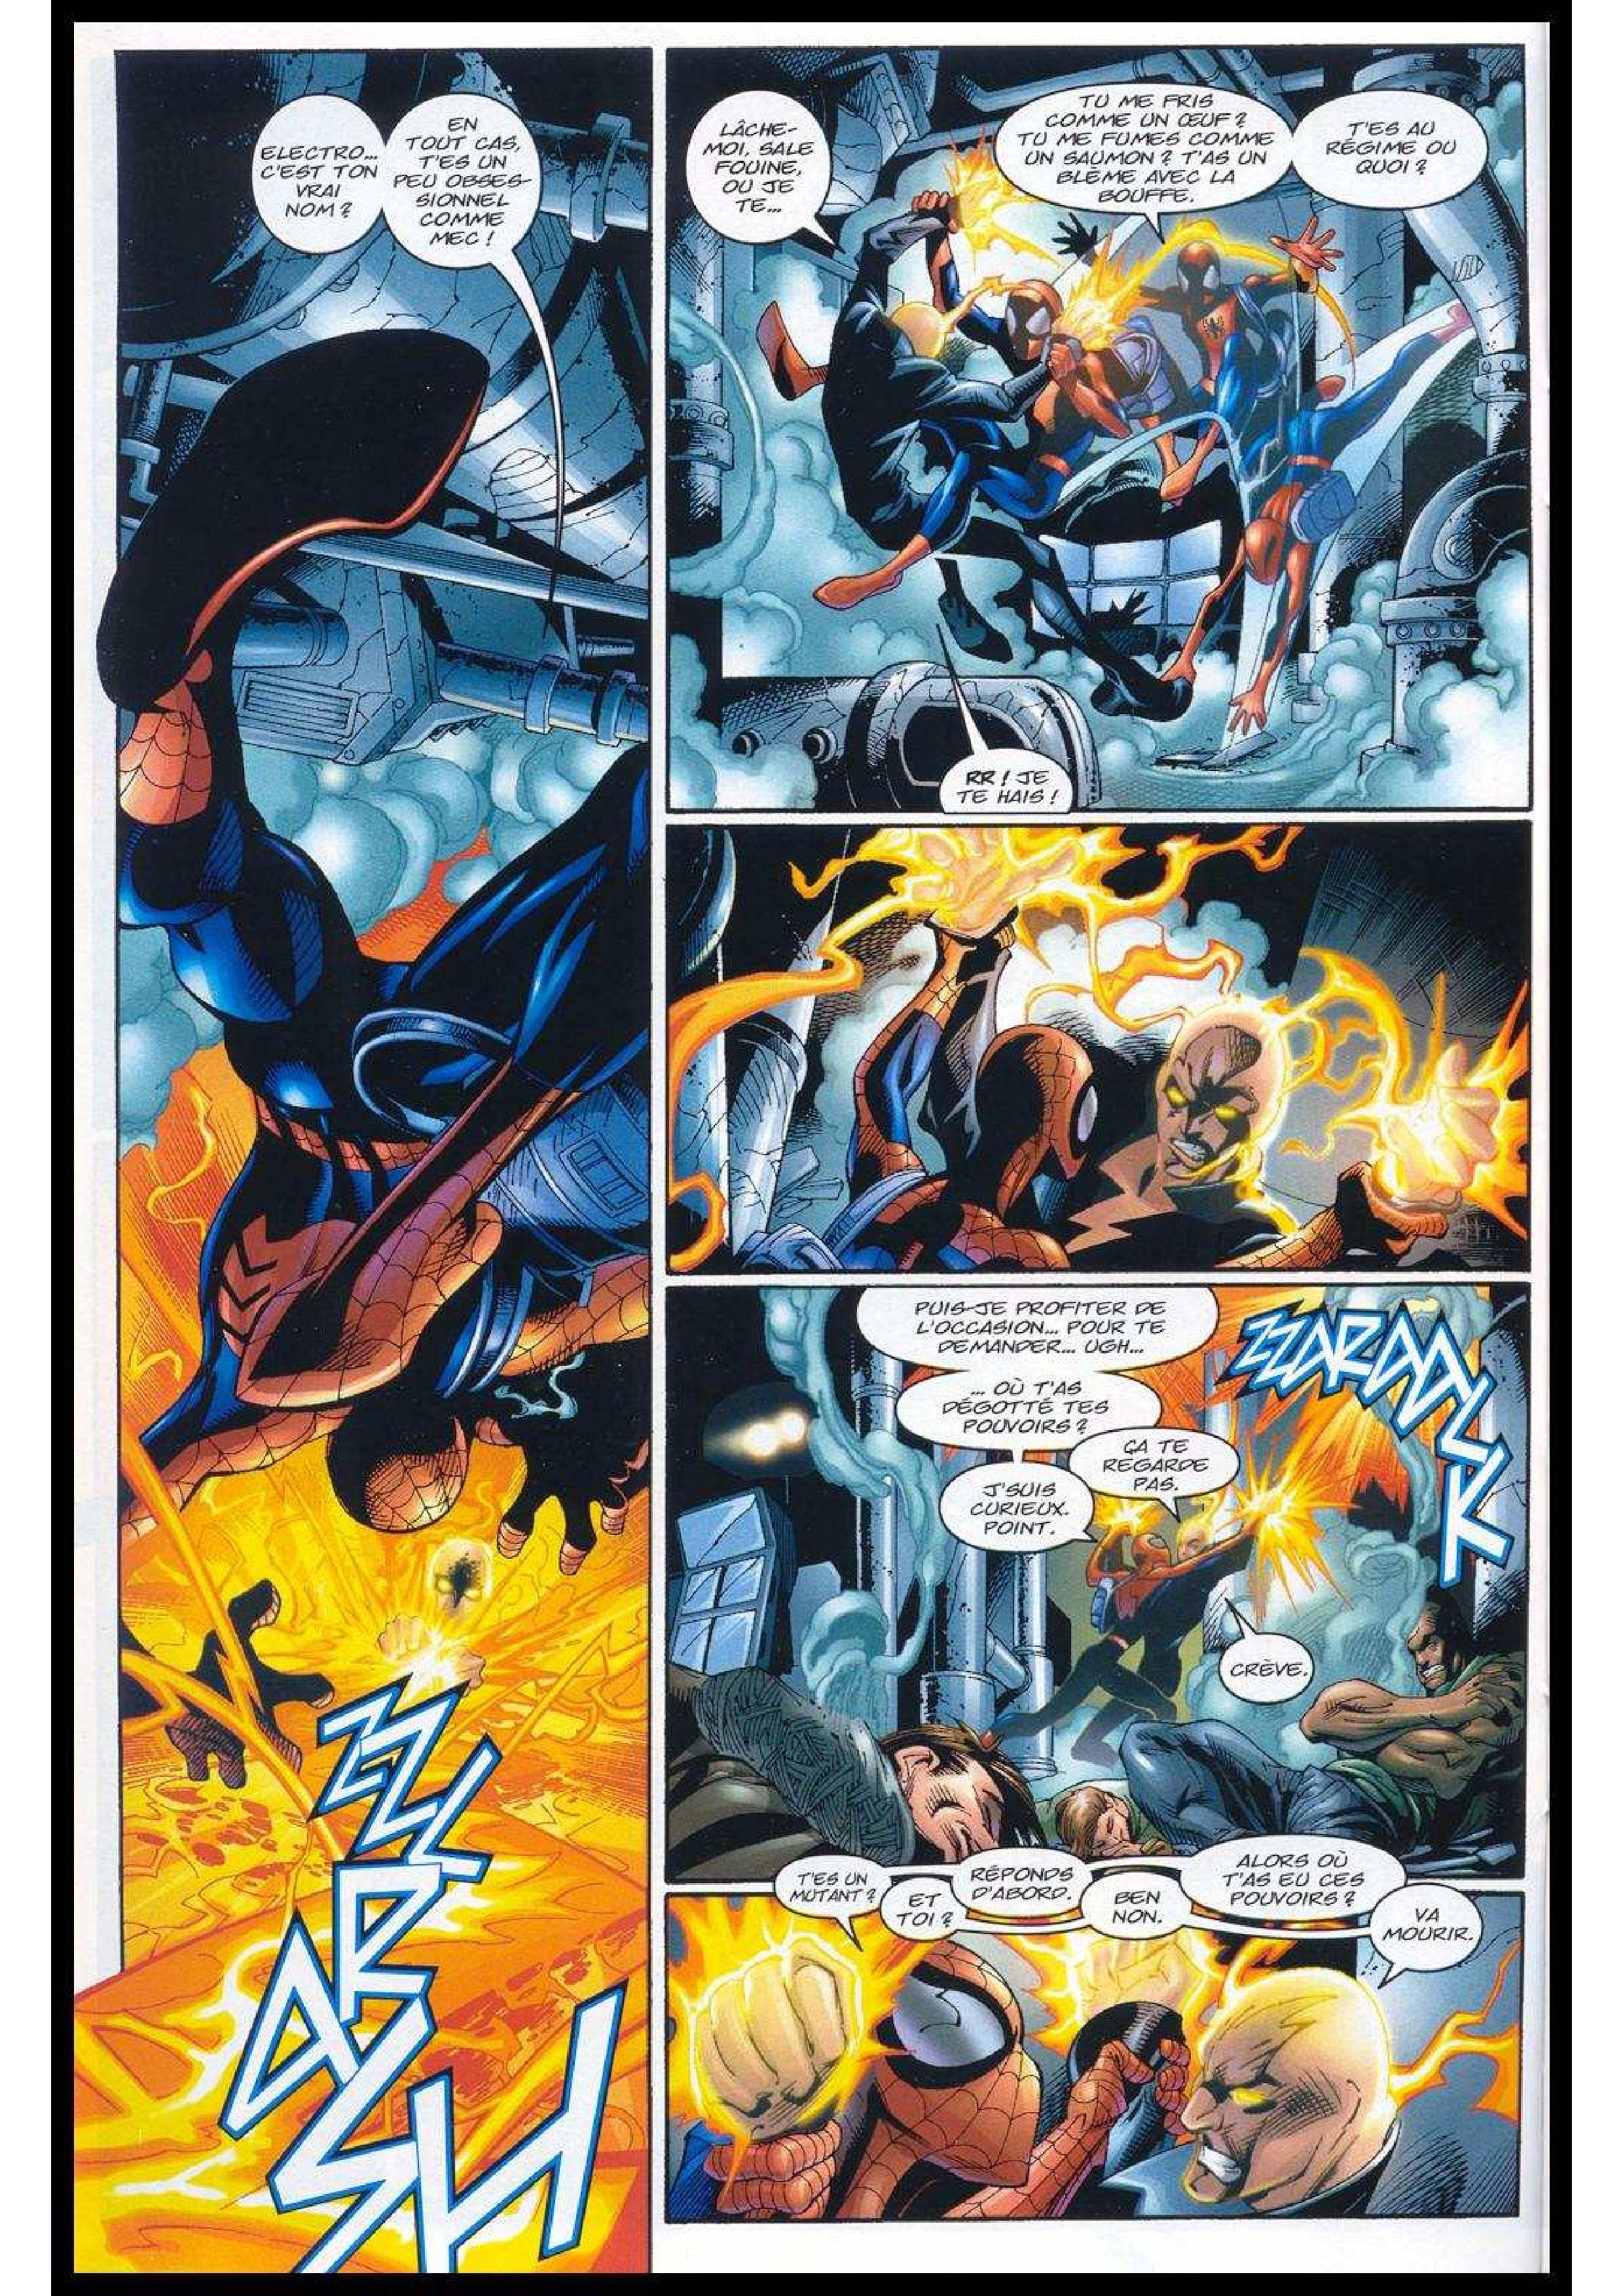 ELECTRO...
C'EST TON
VRAI
NOM ?
EN
TOUT CAS,
T'ES UN
PEU OBSES-
SIONNEL
COMME
MEC !
ZZZRASH
LÂCHE-
MOI, SALE
FOUINE,
OU JE
TE...
TU ME FRIS
COMME UN ŒUF ?
TU ME FUMES COMME
UN SAUMON ? T'AS UN
BLÈME AVEC LA
BOUFFE.
T'ES AU
RÉGIME OU
QUOI ?
RR ! JE
TE HAIS !
PUIS-JE PROFITER DE
L'OCCASION... POUR TE
DEMANDER... UGH...
... OÙ T'AS
DÉGOTTÉ TES
POUVOIRS ?
ÇA TE
REGARDE
PAS.
J'SUIS
CURIEUX.
POINT.
CRÈVE.
T'ES UN
MUTANT ?
ET
TOI ?
RÉPONDS
D'ABORD.
BEN
NON.
ALORS OÙ
T'AS EU CES
POUVOIRS ?
VA
MOURIR.